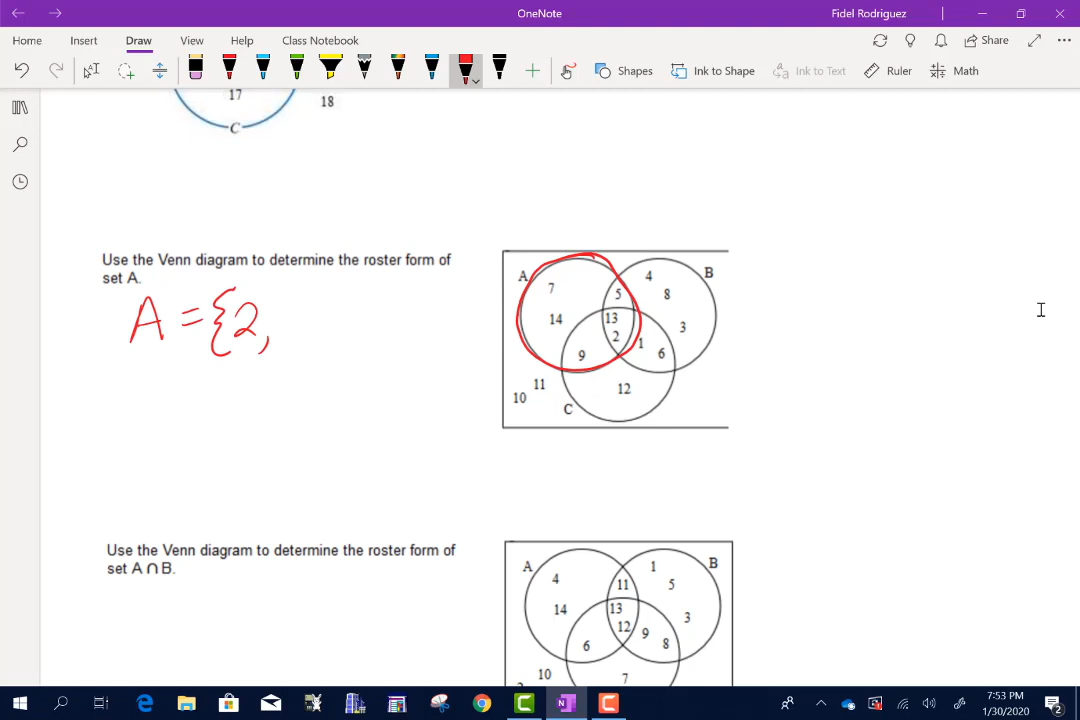 OneNote
Fidel Rodriguez
Home Insert Draw View Help Class Notebook
Share
Shapes Ink to Shape Ink to Text Ruler Math
17
18
C
Use the Venn diagram to determine the roster form of
set A.
A = {2,
A
B
7
5
4
8
14
13
3
2
1
9
6
11
12
10
C
Use the Venn diagram to determine the roster form of
set A ∩ B.
A
B
4
11
1
5
14
13
3
12
9
6
8
10
7
7:53 PM
1/30/2020
2